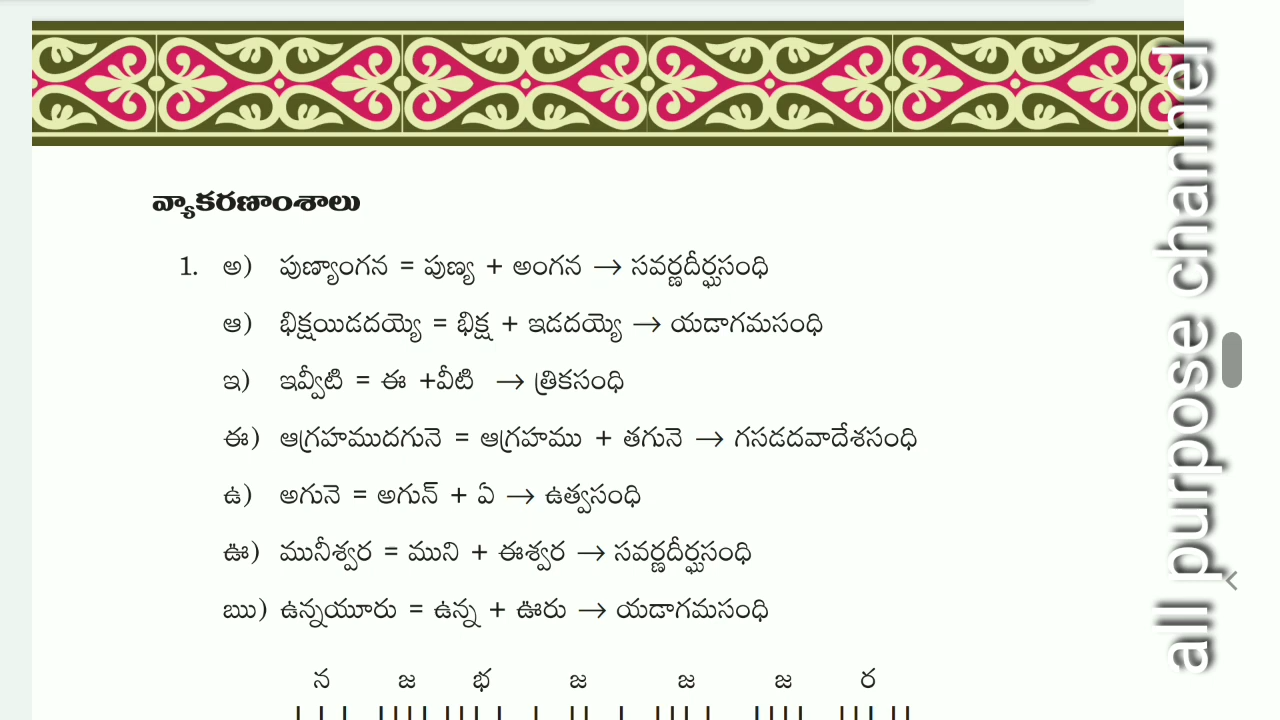 వ్యాకరణాంశాలు
1. అ) పుణ్యాంగన = పుణ్య + అంగన → సవర్ణదీర్ఘసంధి
ఆ) భిక్షయిడదయ్యె = భిక్ష + ఇడదయ్యె → యడాగమసంధి
ఇ) ఇవ్వీటి = ఈ +వీటి → త్రికసంధి
ఈ) ఆగ్రహముదగునె = ఆగ్రహము + తగునె → గసడదవాదేశసంధి
ఉ) అగునె = అగున్ + ఏ → ఉత్వసంధి
ఊ) మునీశ్వర = ముని + ఈశ్వర → సవర్ణదీర్ఘసంధి
ఋ) ఉన్నయూరు = ఉన్న + ఊరు → యడాగమసంధి
న జ భ జ జ జ ర
all purpose channel